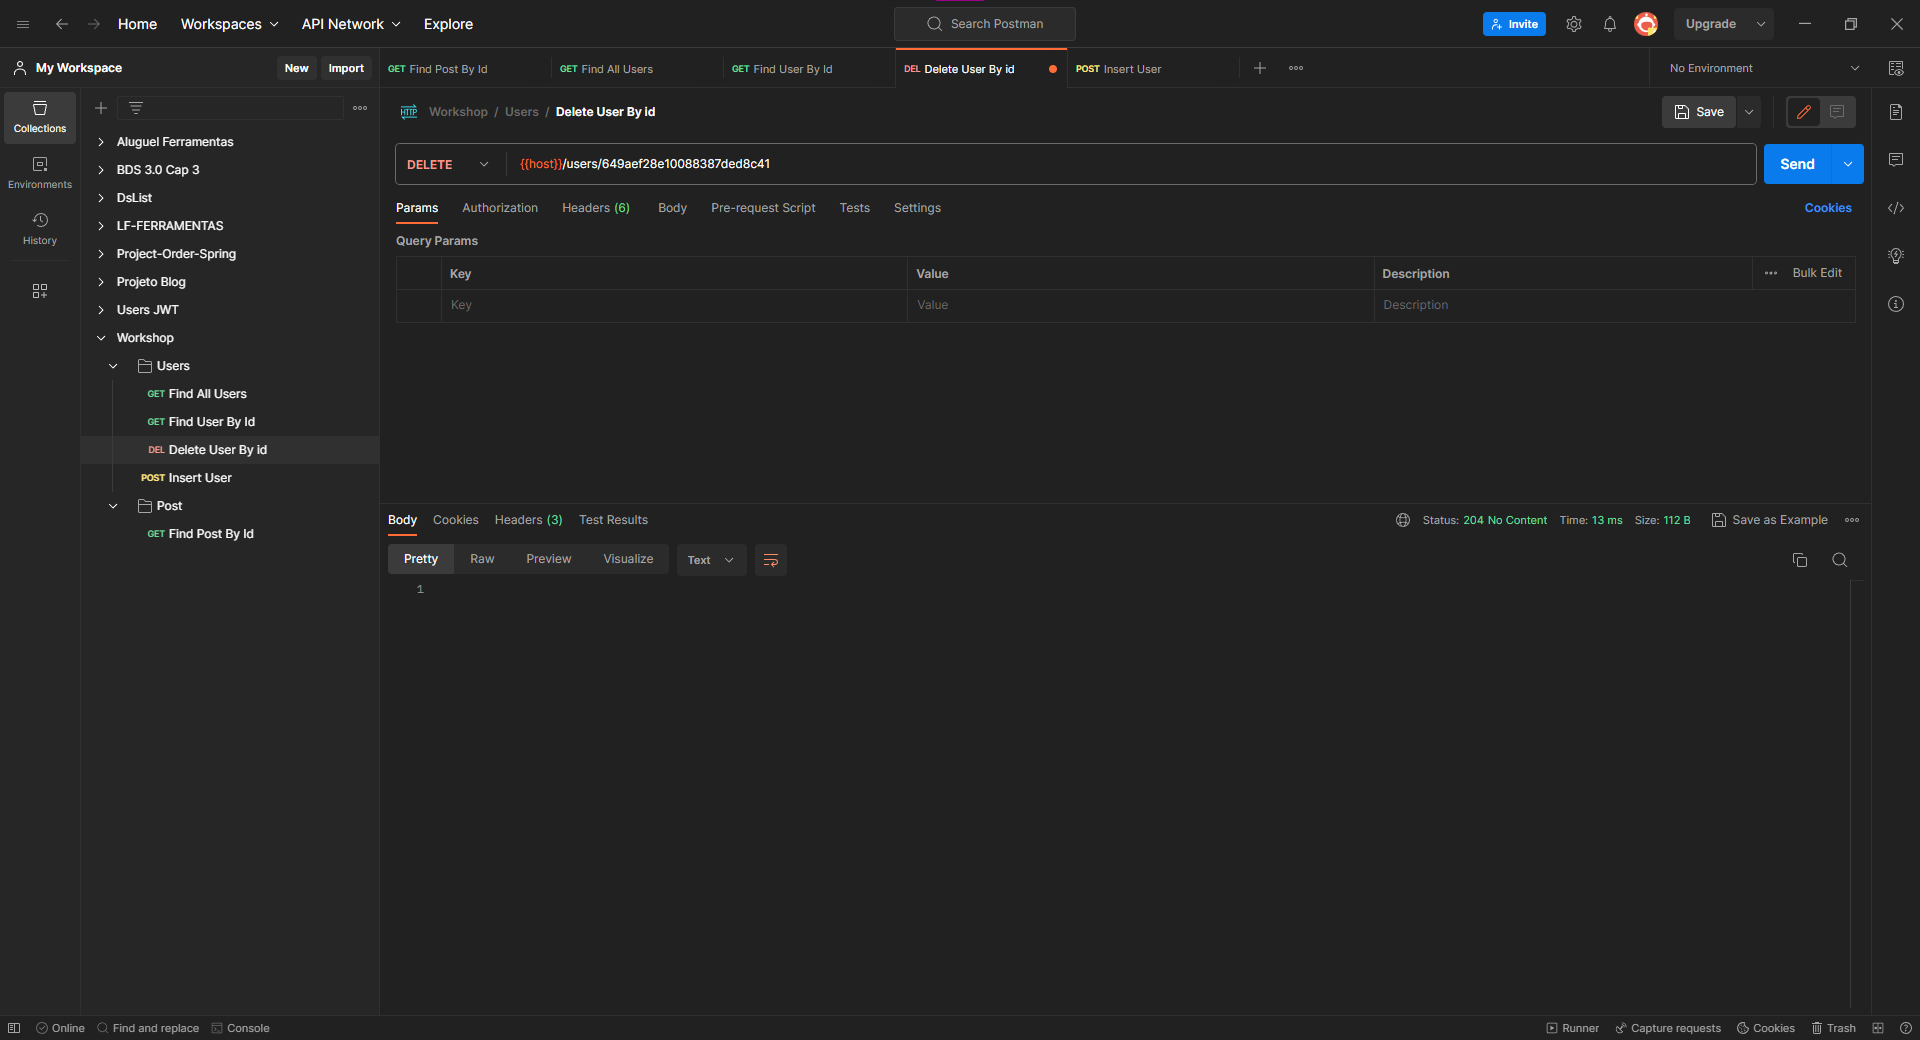 Home Workspaces API Network Explore Search Postman Invite Upgrade
My Workspace New Import GET Find Post By Id GET Find All Users GET Find User By Id DEL Delete User By id POST Insert User No Environment
Collections
Environments
History
Aluguel Ferramentas
BDS 3.0 Cap 3
DsList
LF-FERRAMENTAS
Project-Order-Spring
Projeto Blog
Users JWT
Workshop
Users
GET Find All Users
GET Find User By Id
DEL Delete User By id
POST Insert User
Post
GET Find Post By Id
HTTP Workshop / Users / Delete User By id Save
DELETE {{host}}/users/649aef28e10088387ded8c41 Send
Params Authorization Headers (6) Body Pre-request Script Tests Settings Cookies
Query Params
Key Value Description Bulk Edit
Key Value Description
Body Cookies Headers (3) Test Results Status: 204 No Content Time: 13 ms Size: 112 B Save as Example
Pretty Raw Preview Visualize Text
1
Online Find and replace Console Runner Capture requests Cookies Trash